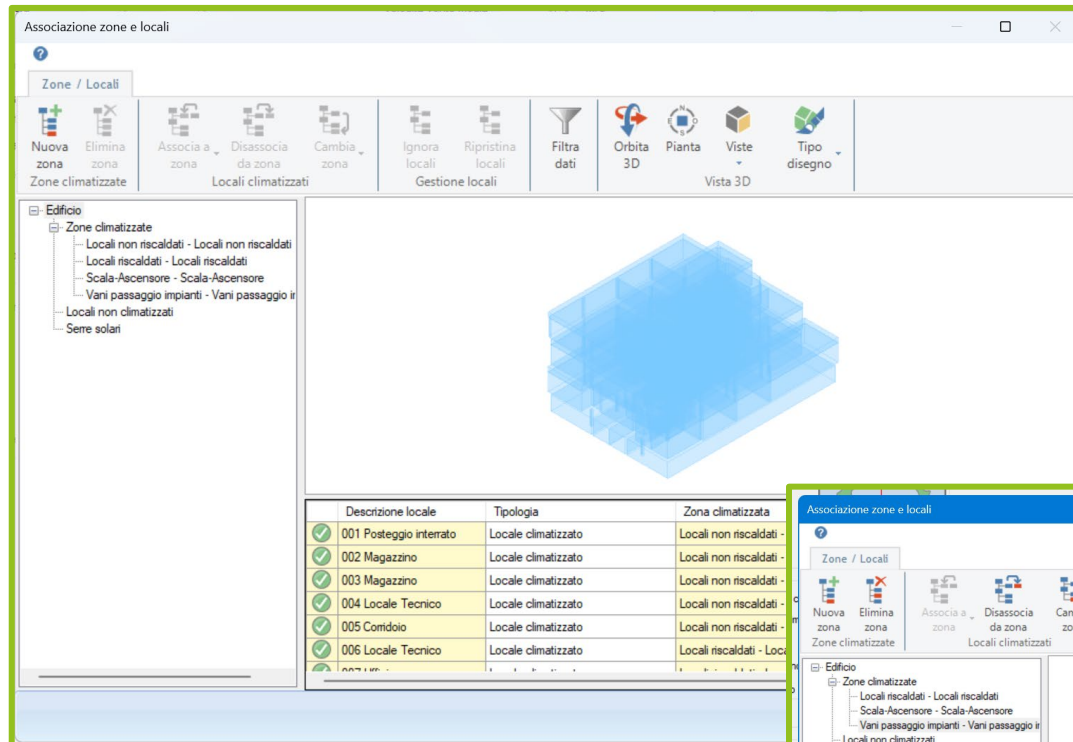 Associazione zone e locali
Zone / Locali
Nuova zona
Elimina zona
Associa a zona
Disassocia da zona
Cambia zona
Ignora locali
Ripristina locali
Filtra dati
Orbita 3D
Pianta
Viste
Tipo disegno
Zone climatizzate
Locali climatizzati
Gestione locali
Vista 3D
Edificio
Zone climatizzate
Locali non riscaldati - Locali non riscaldati
Locali riscaldati - Locali riscaldati
Scala-Ascensore - Scala-Ascensore
Vani passaggio impianti - Vani passaggio ir
Locali non climatizzati
Serre solari
Descrizione locale Tipologia Zona climatizzata
001 Posteggio interrato Locale climatizzato Locali non riscaldati -
002 Magazzino Locale climatizzato Locali non riscaldati -
003 Magazzino Locale climatizzato Locali non riscaldati -
004 Locale Tecnico Locale climatizzato Locali non riscaldati -
005 Corridoio Locale climatizzato Locali non riscaldati -
006 Locale Tecnico Locale climatizzato Locali riscaldati - Loca
Associazione zone e locali
Zone / Locali
Nuova zona
Elimina zona
Associa a zona
Disassocia da zona
Zone climatizzate
Locali climatizzati
Edificio
Zone climatizzate
Locali riscaldati - Locali riscaldati
Scala-Ascensore - Scala-Ascensore
Vani passaggio impianti - Vani passaggio ir
Locali non climatizzati